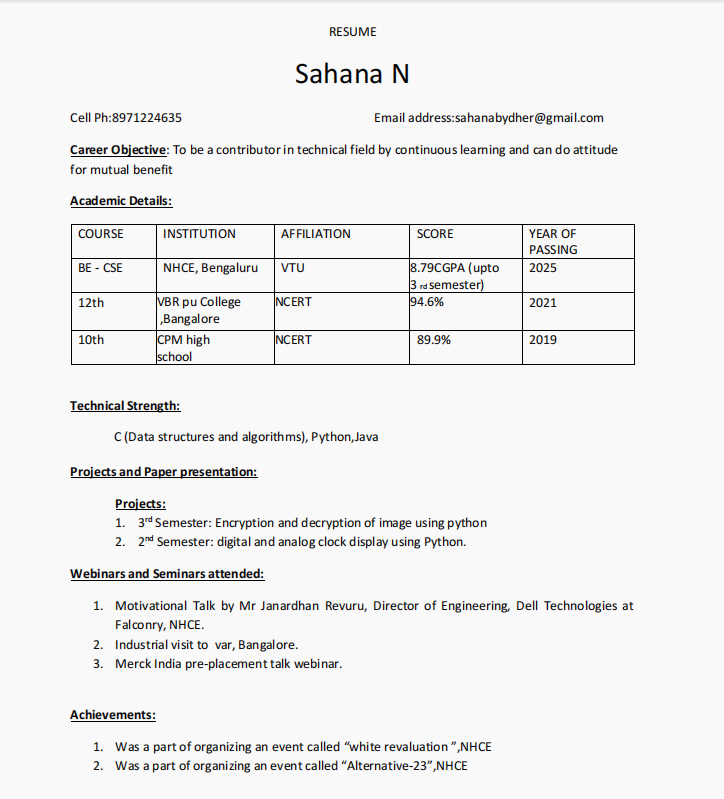 RESUME
Sahana N
Cell Ph:8971224635 Email address:sahanabydher@gmail.com
Career Objective: To be a contributor in technical field by continuous learning and can do attitude
for mutual benefit
Academic Details:
COURSE INSTITUTION AFFILIATION SCORE YEAR OF
PASSING
BE - CSE NHCE, Bengaluru VTU 8.79CGPA (upto 2025
3 rd semester)
12th VBR pu College NCERT 94.6% 2021
,Bangalore
10th CPM high NCERT 89.9% 2019
school
Technical Strength:
C (Data structures and algorithms), Python,Java
Projects and Paper presentation:
Projects:
1. 3rd Semester: Encryption and decryption of image using python
2. 2nd Semester: digital and analog clock display using Python.
Webinars and Seminars attended:
1. Motivational Talk by Mr Janardhan Revuru, Director of Engineering, Dell Technologies at
Falconry, NHCE.
2. Industrial visit to var, Bangalore.
3. Merck India pre-placement talk webinar.
Achievements:
1. Was a part of organizing an event called “white revaluation ”,NHCE
2. Was a part of organizing an event called “Alternative-23”,NHCE